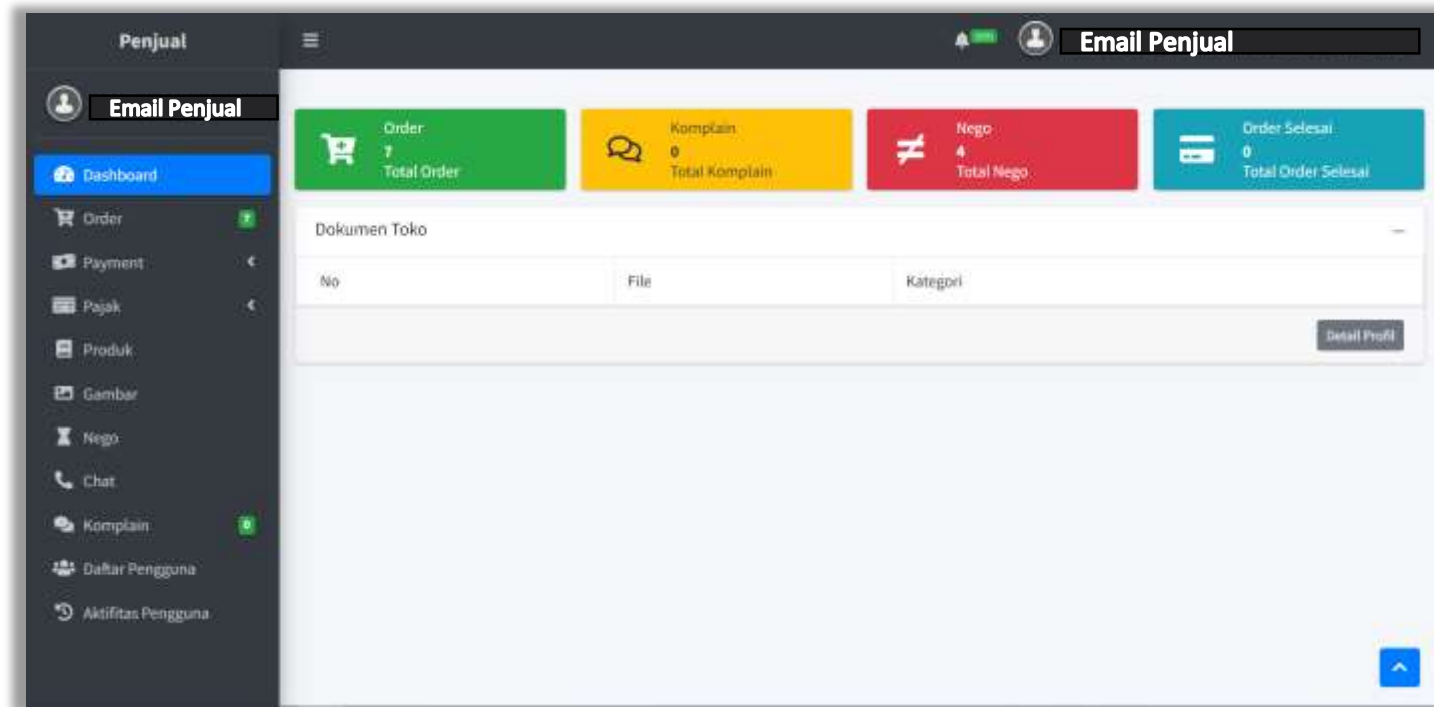 Penjual
Email Penjual
Email Penjual
Dashboard
Order 7
Payment
Pajak
Produk
Gambar
Nego
Chat
Komplain 0
Daftar Pengguna
Aktifitas Pengguna
Order
7
Total Order
Komplain
0
Total Komplain
Nego
4
Total Nego
Order Selesai
0
Total Order Selesai
Dokumen Toko
No File Kategori
Detail Profil